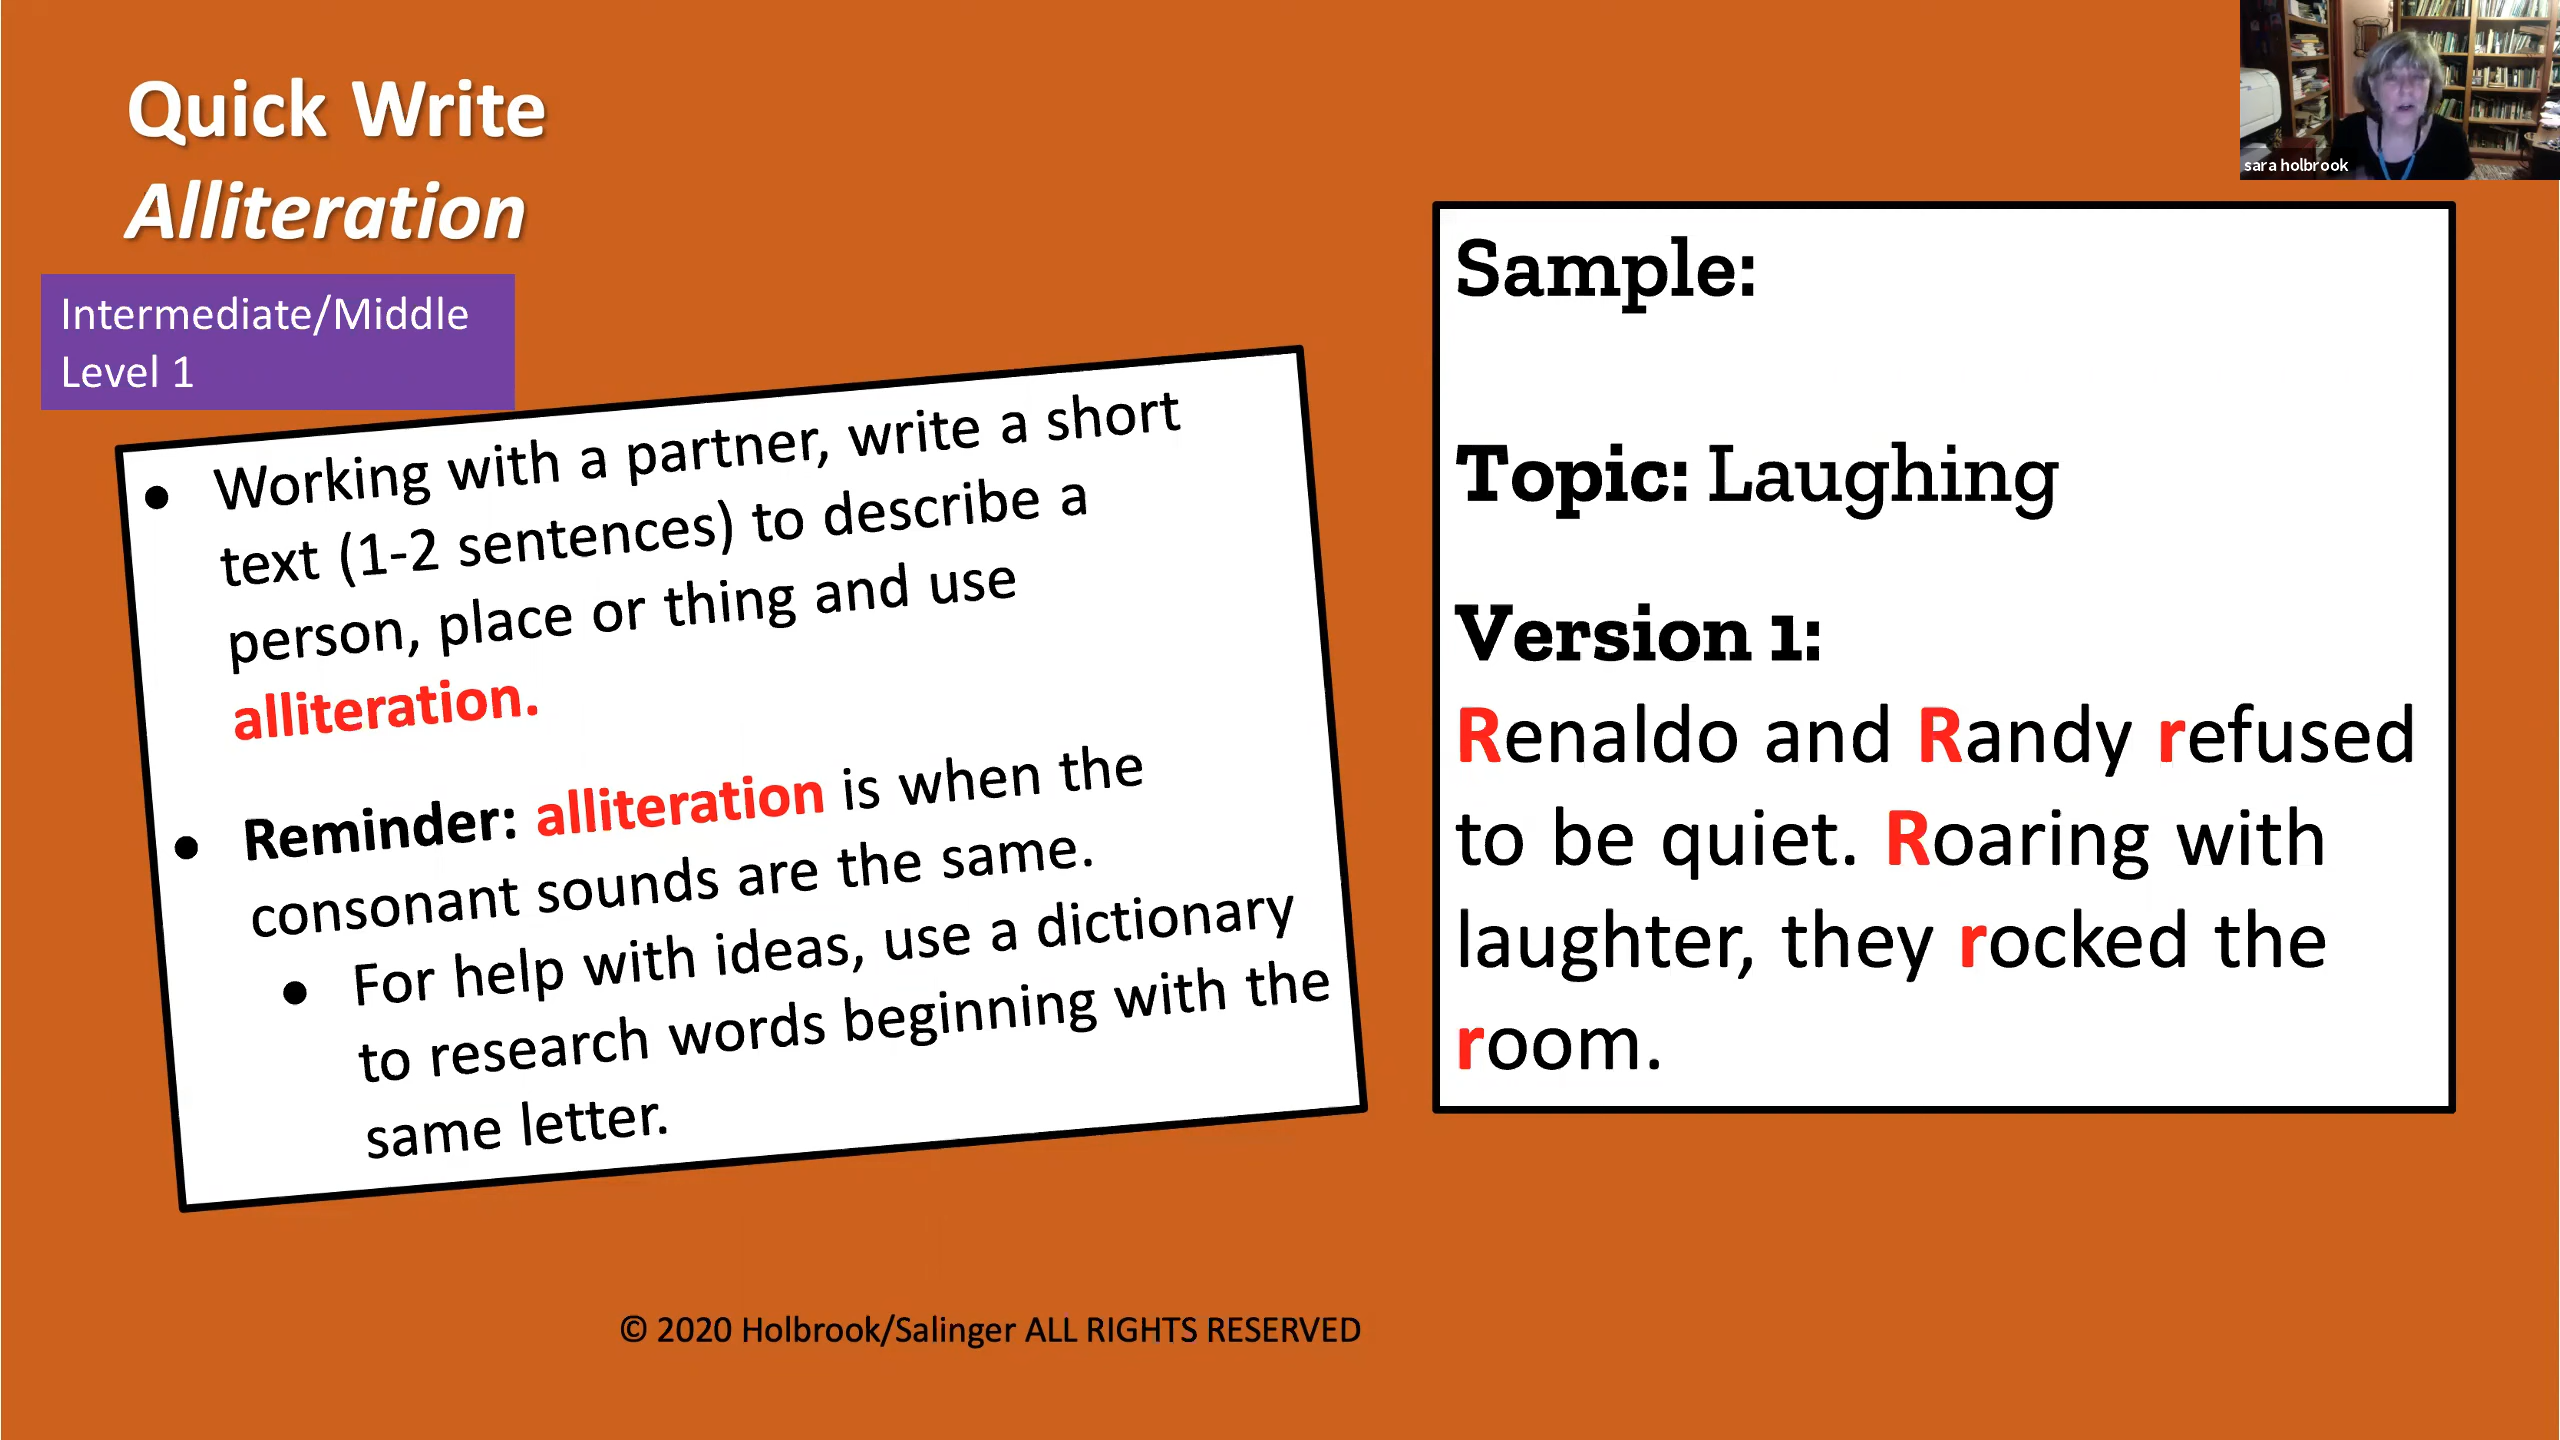 Quick Write
Alliteration
Intermediate/Middle
Level 1
● Working with a partner, write a short
text (1-2 sentences) to describe a
person, place or thing and use
alliteration.
● Reminder: alliteration is when the
consonant sounds are the same.
● For help with ideas, use a dictionary
to research words beginning with the
same letter.
sara holbrook
Sample:
Topic: Laughing
Version 1:
Renaldo and Randy refused
to be quiet. Roaring with
laughter, they rocked the
room.
© 2020 Holbrook/Salinger ALL RIGHTS RESERVED